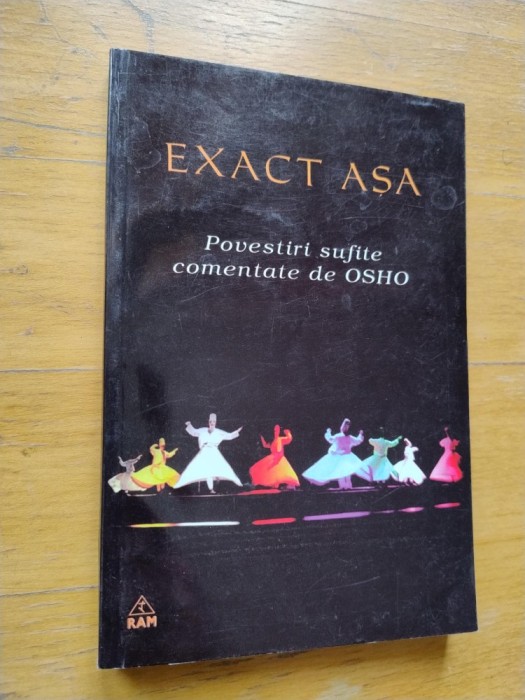 EXACT AȘA
Povestiri sufite
comentate de OSHO
RAM